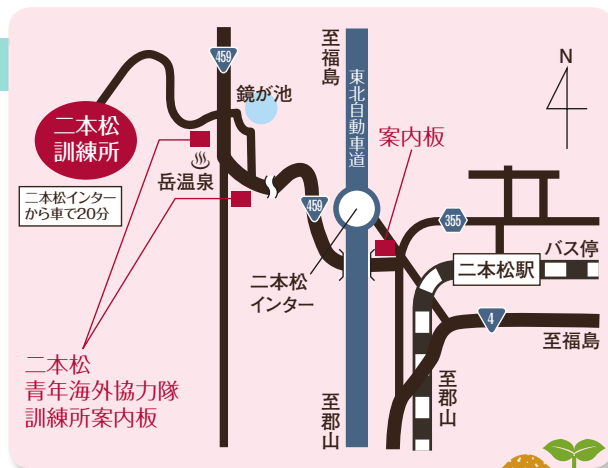 459
至福島
N
東北自動車道
鏡が池
案内板
二本松
訓練所
岳温泉
二本松インター
から車で20分
459
355
バス停
二本松駅
二本松
インター
4
至福島
二本松
青年海外協力隊
訓練所案内板
至郡山
至郡山